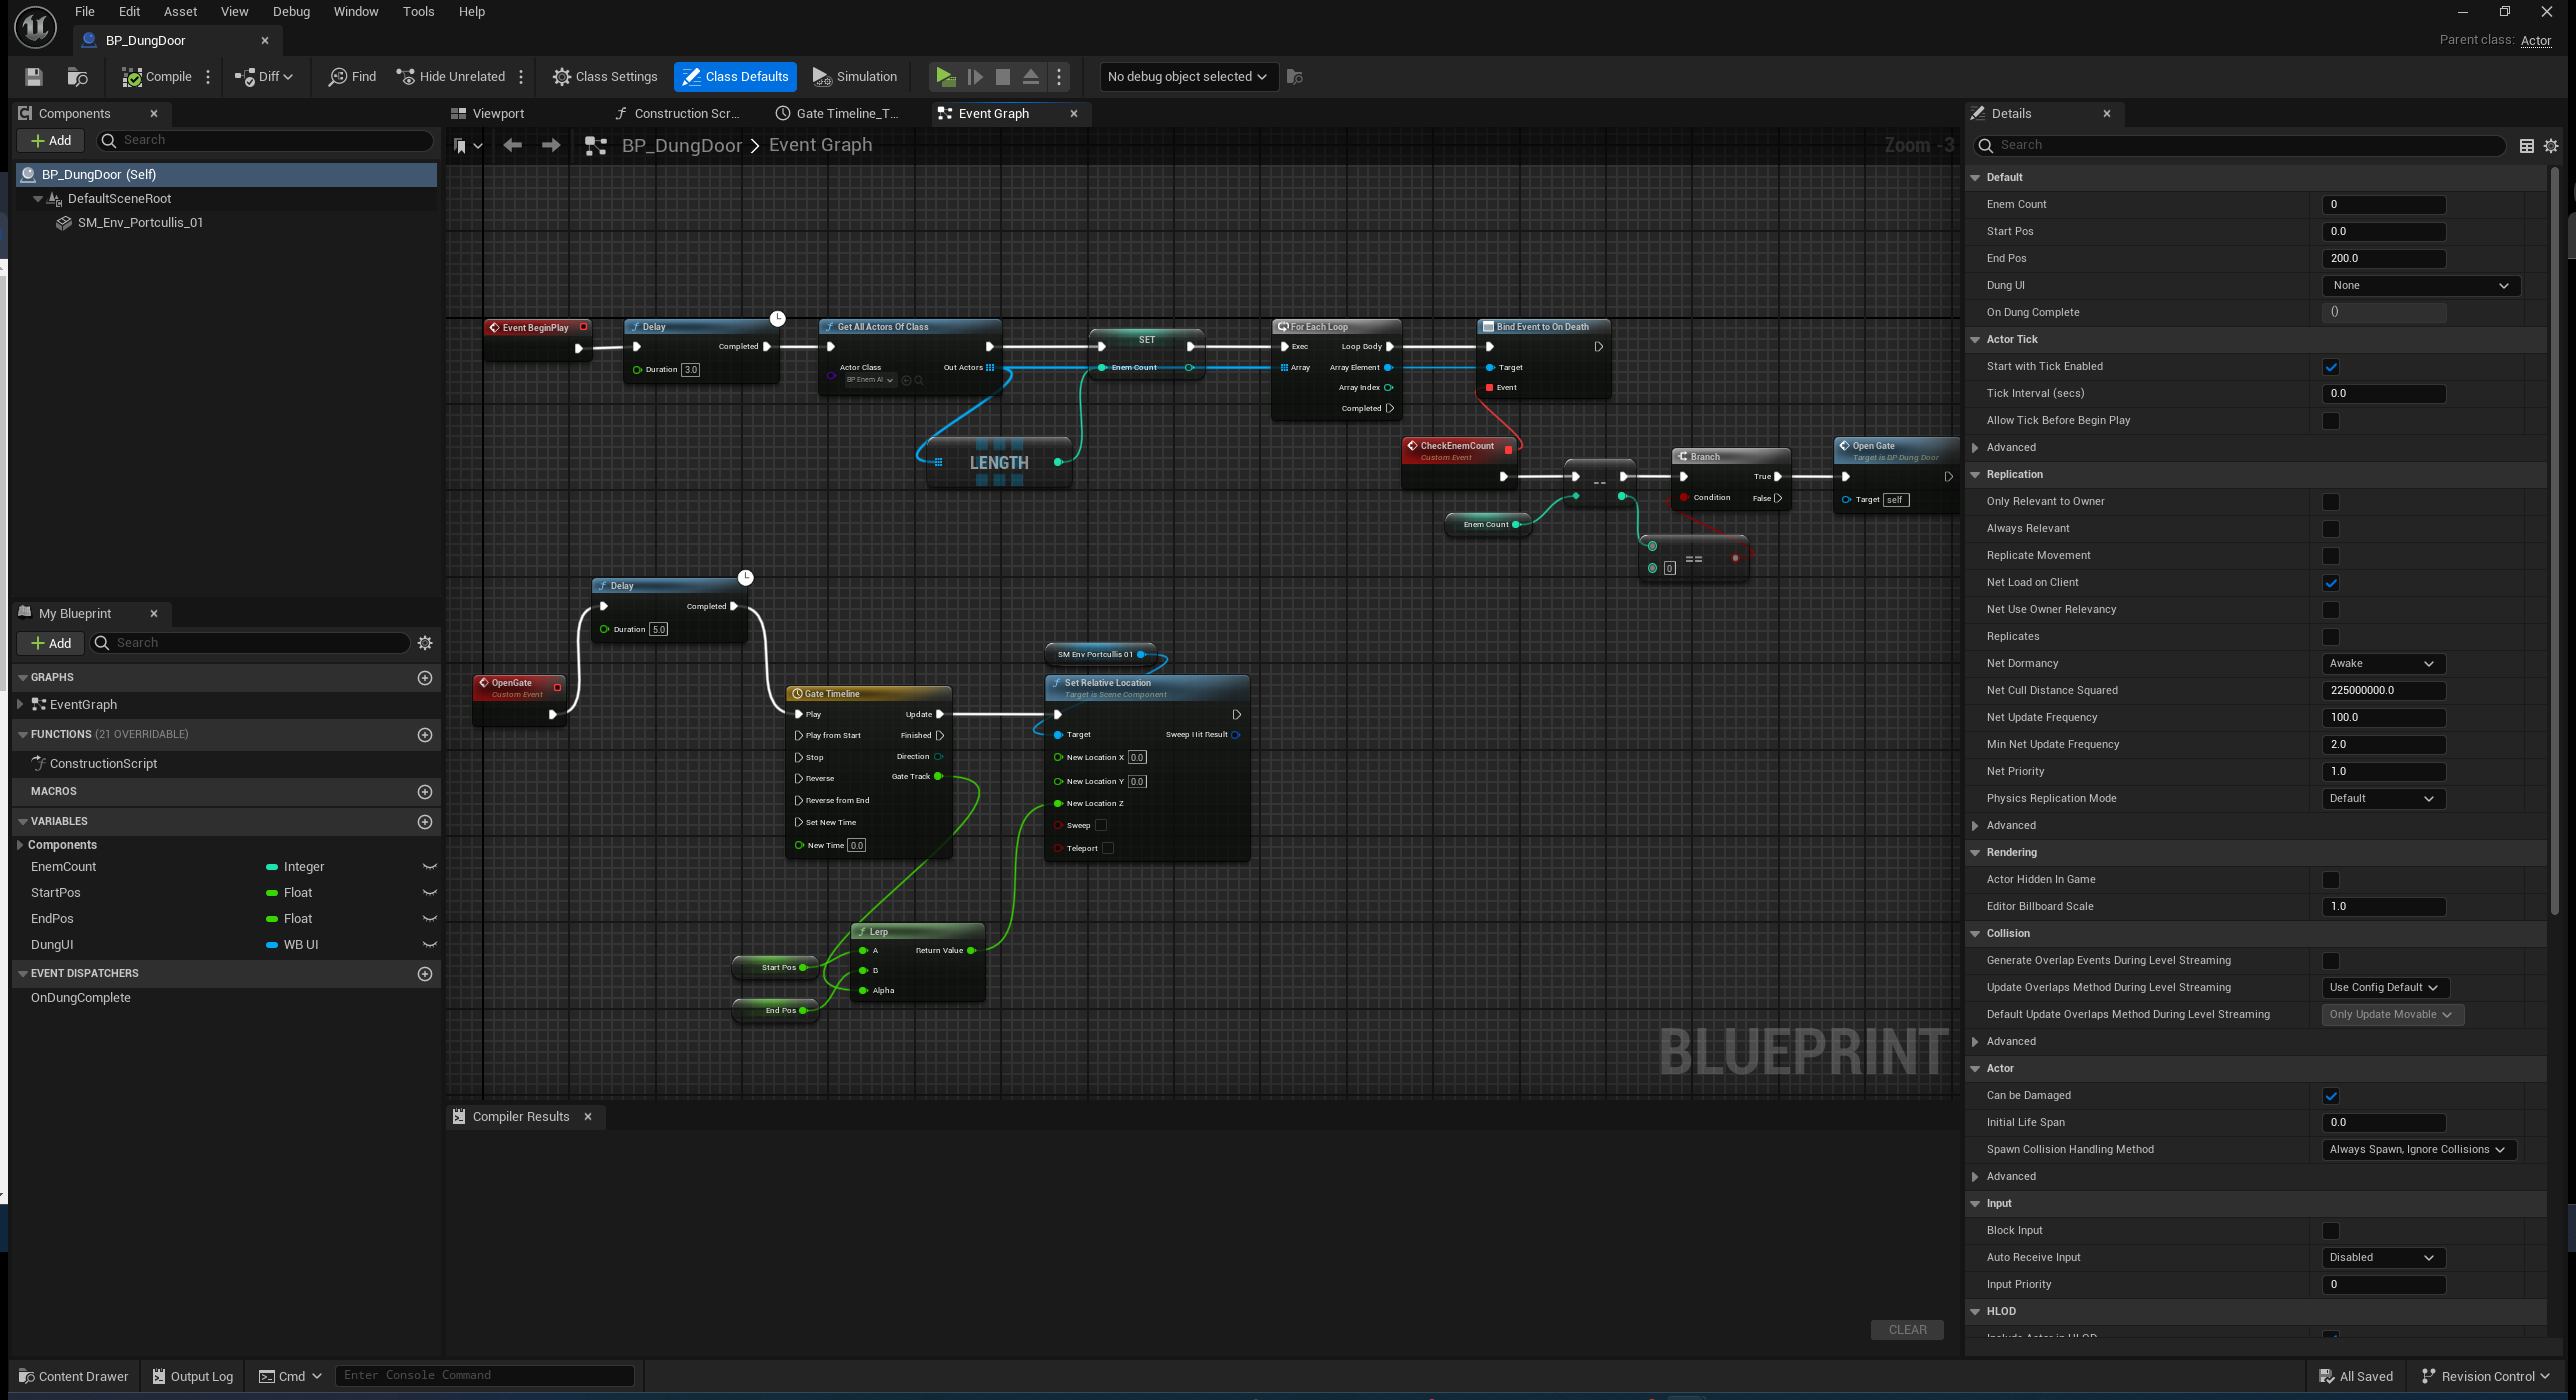 File Edit Asset View Debug Window Tools Help
BP_DungDoor
Parent class: Actor
Compile Diff Find Hide Unrelated Class Settings Class Defaults Simulation No debug object selected
Components
Add Search
BP_DungDoor (Self)
DefaultSceneRoot
SM_Env_Portcullis_01
My Blueprint
Add Search
GRAPHS
EventGraph
FUNCTIONS (21 OVERRIDABLE)
ConstructionScript
MACROS
VARIABLES
Components
EnemCount Integer
StartPos Float
EndPos Float
DungUI WB UI
EVENT DISPATCHERS
OnDungComplete
Viewport Construction Scr... Gate Timeline_T... Event Graph
BP_DungDoor > Event Graph
Zoom -3
Event BeginPlay
Delay
Completed
Duration 3.0
Get All Actors Of Class
Actor Class
BP Enem AI
Out Actors
SET
Enem Count
LENGTH
For Each Loop
Exec Loop Body
Array Array Element
Array Index
Completed
Bind Event to On Death
Target
Event
CheckEnemCount
Custom Event
Enem Count
--
Branch
True
Condition False
0 ==
Open Gate
Target is BP Dung Door
Target self
Delay
Completed
Duration 5.0
OpenGate
Custom Event
Gate Timeline
Play Update
Play from Start Finished
Stop Direction
Reverse Gate Track
Reverse from End
Set New Time
New Time 0.0
SM Env Portcullis 01
Set Relative Location
Target is Scene Component
Target Sweep Hit Result
New Location X 0.0
New Location Y 0.0
New Location Z
Sweep
Teleport
Start Pos
End Pos
Lerp
A Return Value
B
Alpha
BLUEPRINT
Compiler Results
CLEAR
Details
Search
Default
Enem Count 0
Start Pos 0.0
End Pos 200.0
Dung UI None
On Dung Complete ()
Actor Tick
Start with Tick Enabled
Tick Interval (secs) 0.0
Allow Tick Before Begin Play
Advanced
Replication
Only Relevant to Owner
Always Relevant
Replicate Movement
Net Load on Client
Net Use Owner Relevancy
Replicates
Net Dormancy Awake
Net Cull Distance Squared 225000000.0
Net Update Frequency 100.0
Min Net Update Frequency 2.0
Net Priority 1.0
Physics Replication Mode Default
Advanced
Rendering
Actor Hidden In Game
Editor Billboard Scale 1.0
Collision
Generate Overlap Events During Level Streaming
Update Overlaps Method During Level Streaming Use Config Default
Default Update Overlaps Method During Level Streaming Only Update Movable
Advanced
Actor
Can be Damaged
Initial Life Span 0.0
Spawn Collision Handling Method Always Spawn, Ignore Collisions
Advanced
Input
Block Input
Auto Receive Input Disabled
Input Priority 0
HLOD
Include Actor in HLOD
Content Drawer Output Log Cmd Enter Console Command
All Saved Revision Control